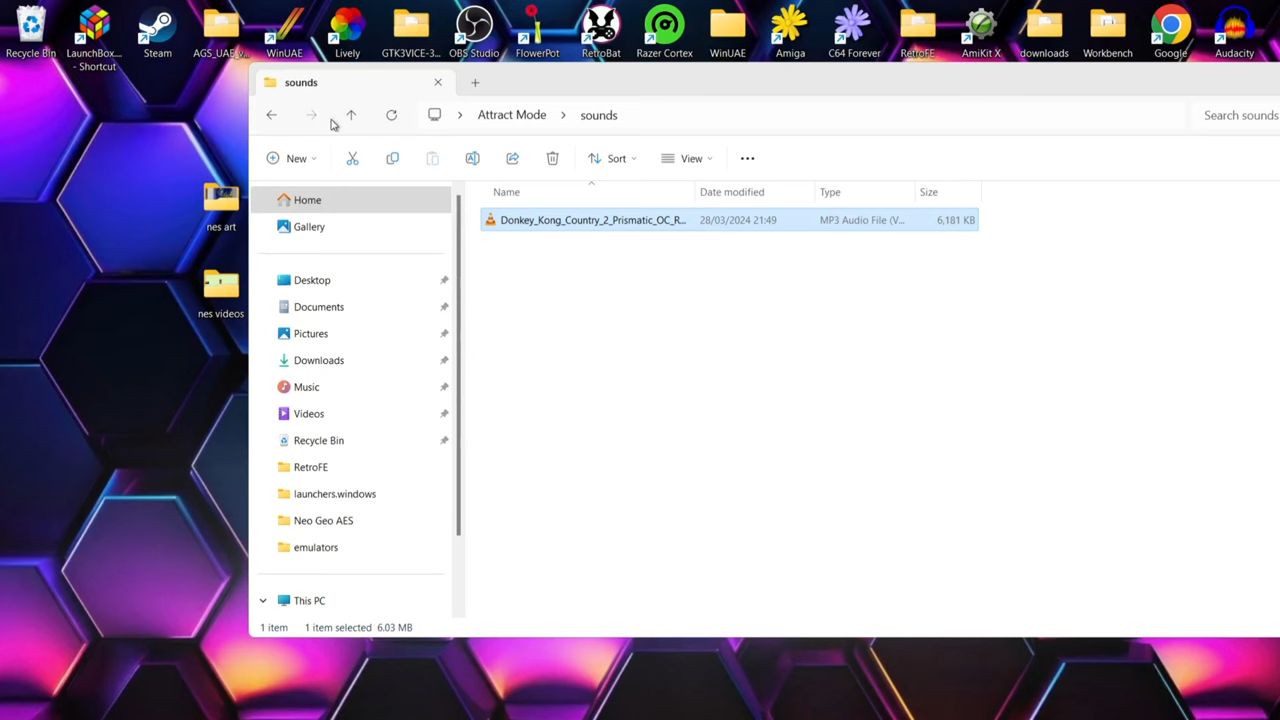 Recycle Bin
LaunchBox... - Shortcut
Steam
AGS_UAE_v...
WinUAE
Lively
GTK3VICE-3...
OBS Studio
FlowerPot
RetroBat
Razer Cortex
WinUAE
Amiga
C64 Forever
RetroFE
AmiKit X
downloads
Workbench
Google
Audacity
nes art
nes videos
sounds
Attract Mode > sounds
Search sounds
New
Sort
View
Home
Gallery
Desktop
Documents
Pictures
Downloads
Music
Videos
Recycle Bin
RetroFE
launchers.windows
Neo Geo AES
emulators
This PC
Name Date modified Type Size
Donkey_Kong_Country_2_Prismatic_OC_R... 28/03/2024 21:49 MP3 Audio File (V... 6,181 KB
1 item 1 item selected 6.03 MB